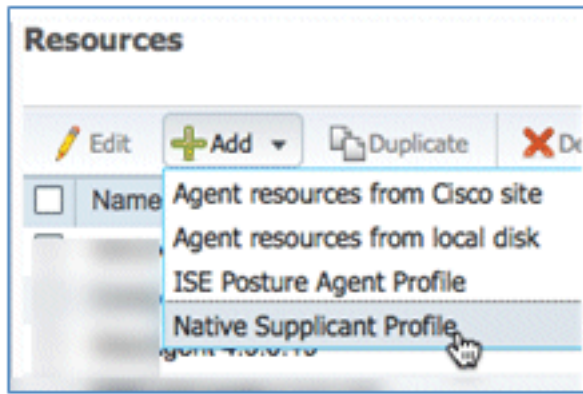 Resources
Edit Add Duplicate
Name
Agent resources from Cisco site
Agent resources from local disk
ISE Posture Agent Profile
Native Supplicant Profile